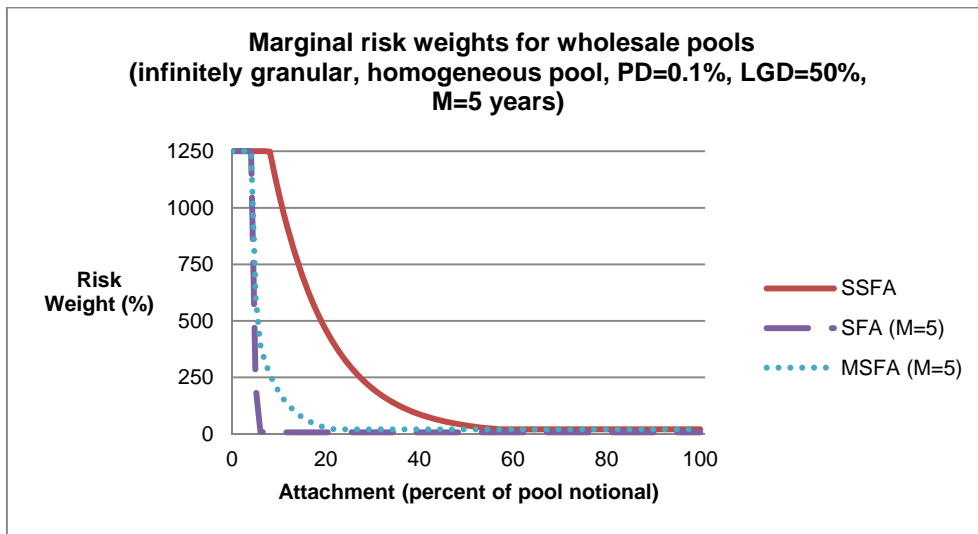 Marginal risk weights for wholesale pools
(infinitely granular, homogeneous pool, PD=0.1%, LGD=50%,
M=5 years)
1250
1000
750
500
250
0
Risk
Weight (%)
0 20 40 60 80 100
Attachment (percent of pool notional)
SSFA
SFA (M=5)
MSFA (M=5)